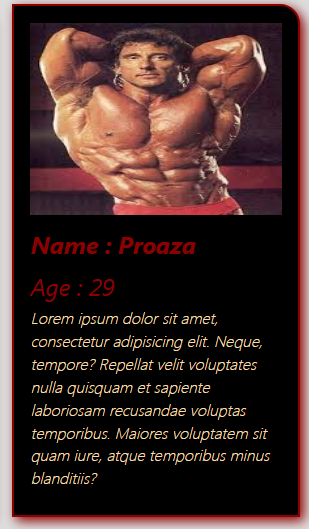 Name : Proaza
Age : 29
Lorem ipsum dolor sit amet,
consectetur adipisicing elit. Neque,
tempore? Repellat velit voluptates
nulla quisquam et sapiente
laboriosam recusandae voluptas
temporibus. Maiores voluptatem sit
quam iure, atque temporibus minus
blanditiis?